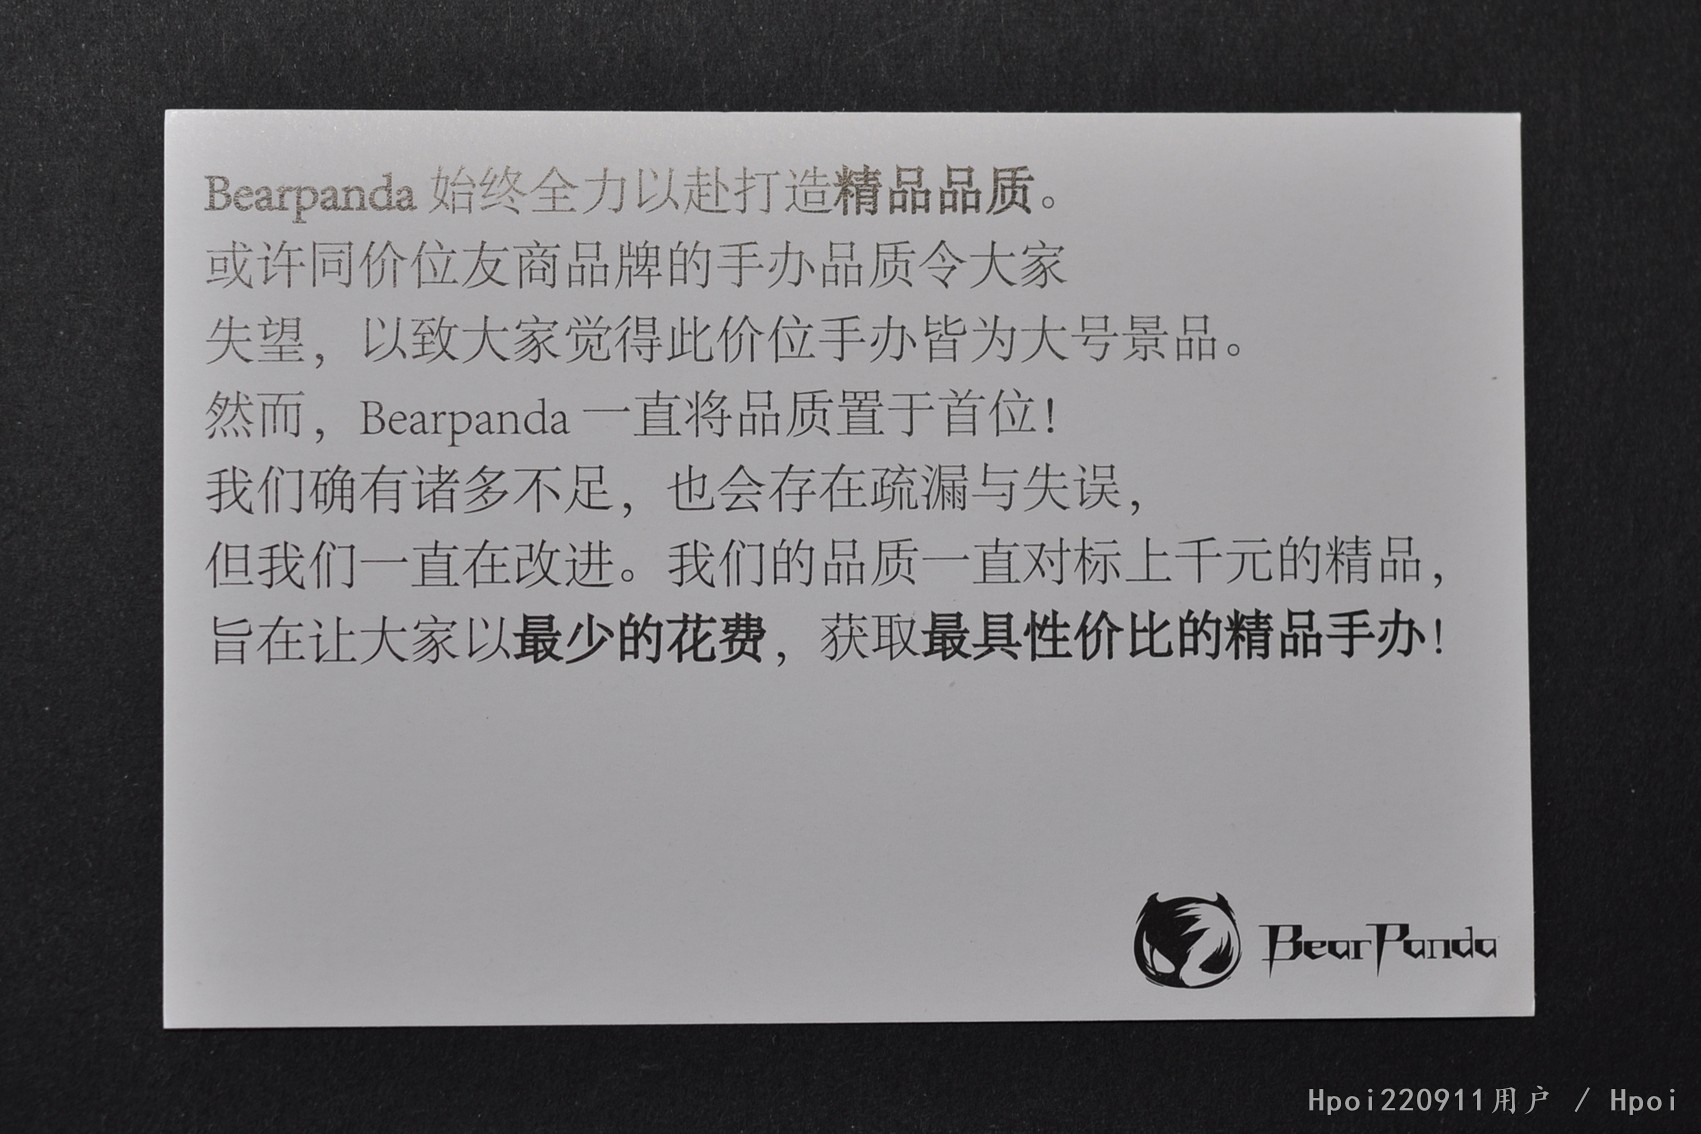 Bearpanda 始终全力以赴打造精品品质。
或许同价位友商品牌的手办品质令大家
失望，以致大家觉得此价位手办皆为大号景品。
然而，Bearpanda 一直将品质置于首位！
我们确有诸多不足，也会存在疏漏与失误，
但我们一直在改进。我们的品质一直对标上千元的精品，
旨在让大家以最少的花费，获取最具性价比的精品手办！
BearPanda
Hpoi220911用户 / Hpoi